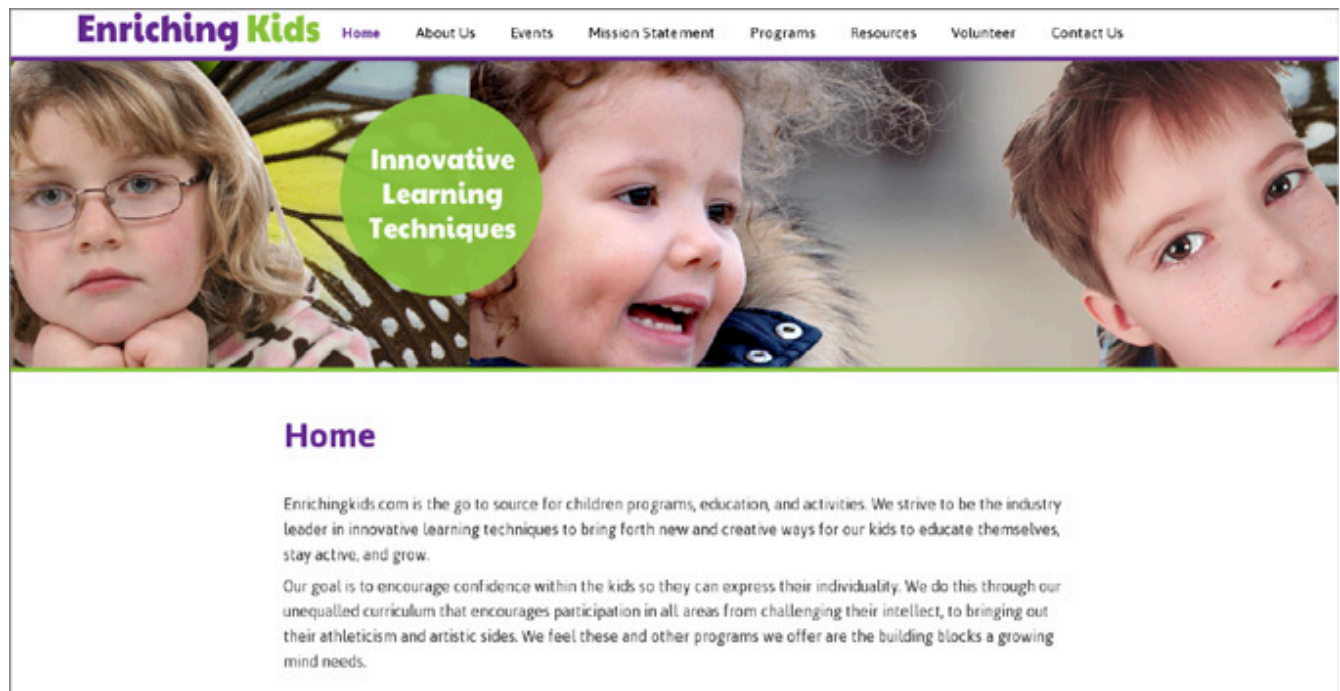 Enriching Kids Home About Us Events Mission Statement Programs Resources Volunteer Contact Us
Innovative
Learning
Techniques
Home
Enrichingkids.com is the go to source for children programs, education, and activities. We strive to be the industry
leader in innovative learning techniques to bring forth new and creative ways for our kids to educate themselves,
stay active, and grow.
Our goal is to encourage confidence within the kids so they can express their individuality. We do this through our
unequalled curriculum that encourages participation in all areas from challenging their intellect, to bringing out
their athleticism and artistic sides. We feel these and other programs we offer are the building blocks a growing
mind needs.